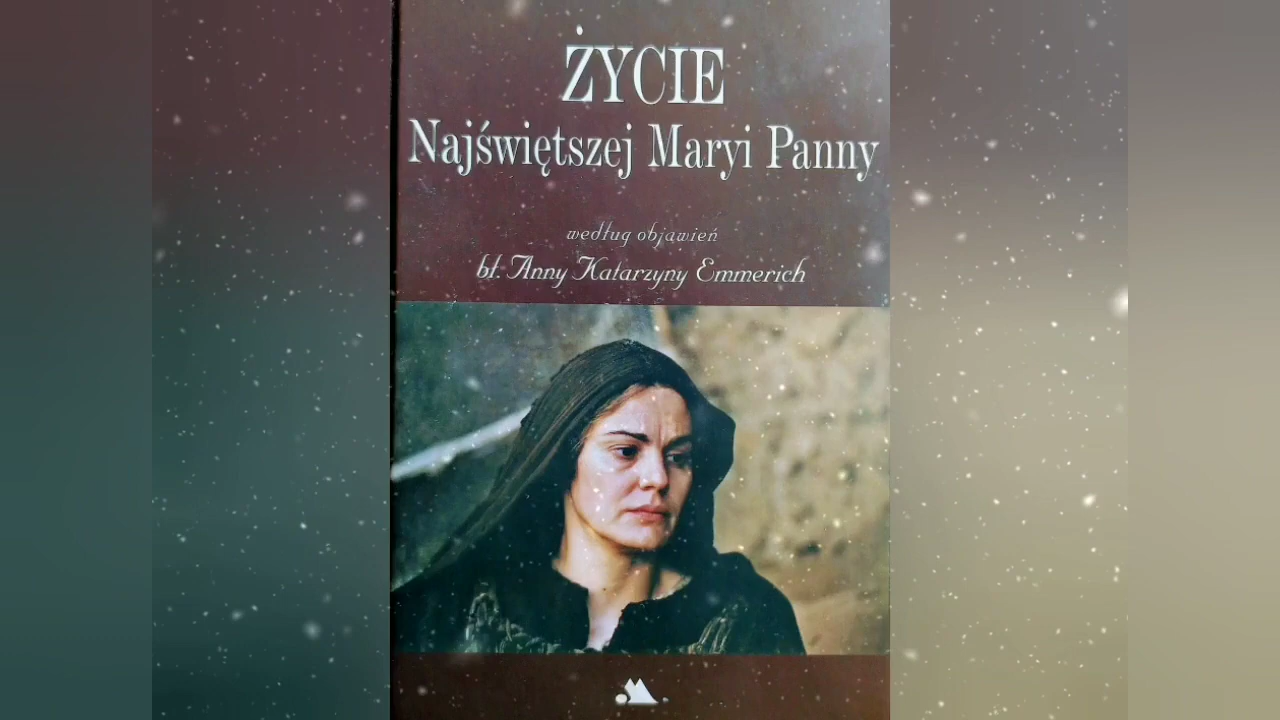 ŻYCIE
Najświętszej Maryi Panny
według objawień
bł. Anny Katarzyny Emmerich